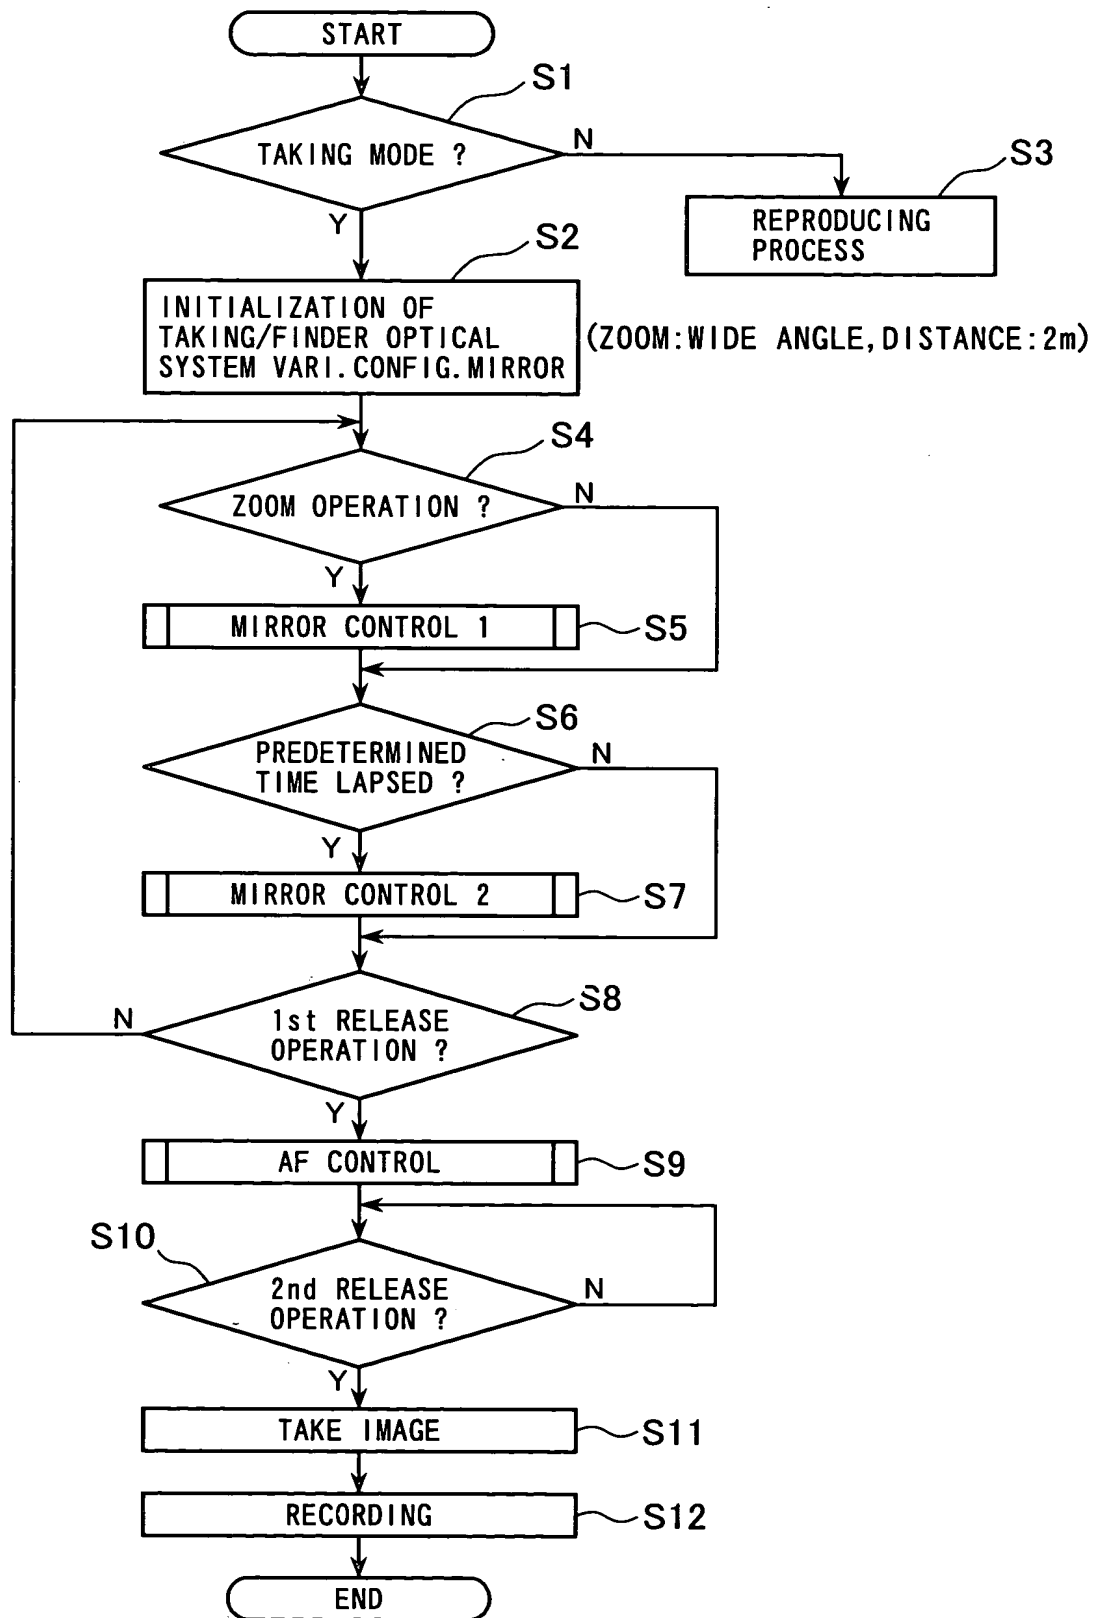 START
S1
TAKING MODE ?
N
S3
Y
REPRODUCING
PROCESS
S2
INITIALIZATION OF
TAKING/FINDER OPTICAL
SYSTEM VARI.CONFIG.MIRROR
(ZOOM:WIDE ANGLE,DISTANCE:2m)
S4
ZOOM OPERATION ?
N
Y
MIRROR CONTROL 1
S5
S6
PREDETERMINED
TIME LAPSED ?
N
Y
MIRROR CONTROL 2
S7
S8
N
1st RELEASE
OPERATION ?
Y
AF CONTROL
S9
S10
2nd RELEASE
OPERATION ?
N
Y
TAKE IMAGE
S11
RECORDING
S12
END